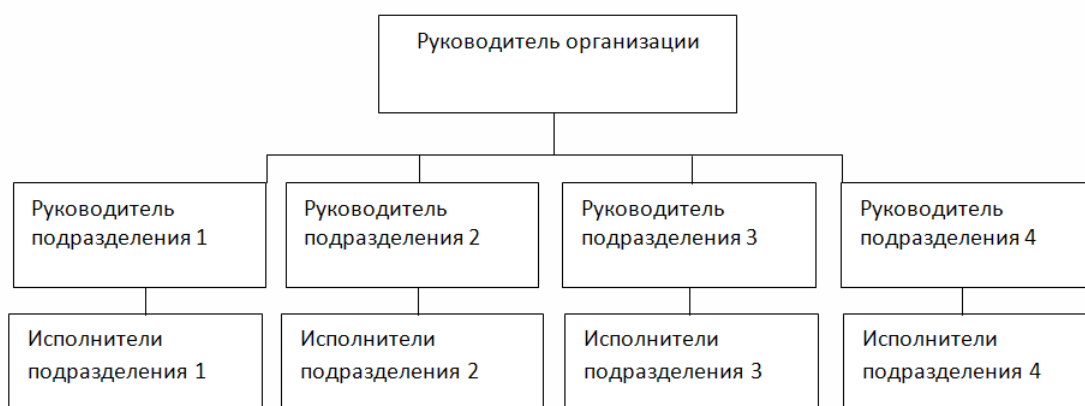 Руководитель организации
Руководитель
подразделения 1
Руководитель
подразделения 2
Руководитель
подразделения 3
Руководитель
подразделения 4
Исполнители
подразделения 1
Исполнители
подразделения 2
Исполнители
подразделения 3
Исполнители
подразделения 4